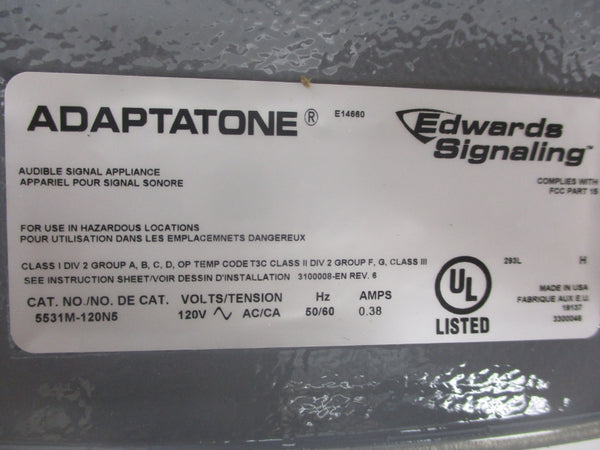 ADAPTATONE ® E14660
Edwards
Signaling™
AUDIBLE SIGNAL APPLIANCE
APPARIEL POUR SIGNAL SONORE
COMPLIES WITH
FCC PART 15
FOR USE IN HAZARDOUS LOCATIONS
POUR UTILISATION DANS LES EMPLACEMNETS DANGEREUX
CLASS I DIV 2 GROUP A, B, C, D, OP TEMP CODE T3C CLASS II DIV 2 GROUP F, G, CLASS III
SEE INSTRUCTION SHEET/VOIR DESSIN D'INSTALLATION 3100008-EN REV. 6
CAT. NO./NO. DE CAT. VOLTS/TENSION Hz AMPS
5531M-120N5 120V ∿ AC/CA 50/60 0.38
UL
LISTED
293L H
MADE IN USA
FABRIQUE AUX E.U.
18137
3300046